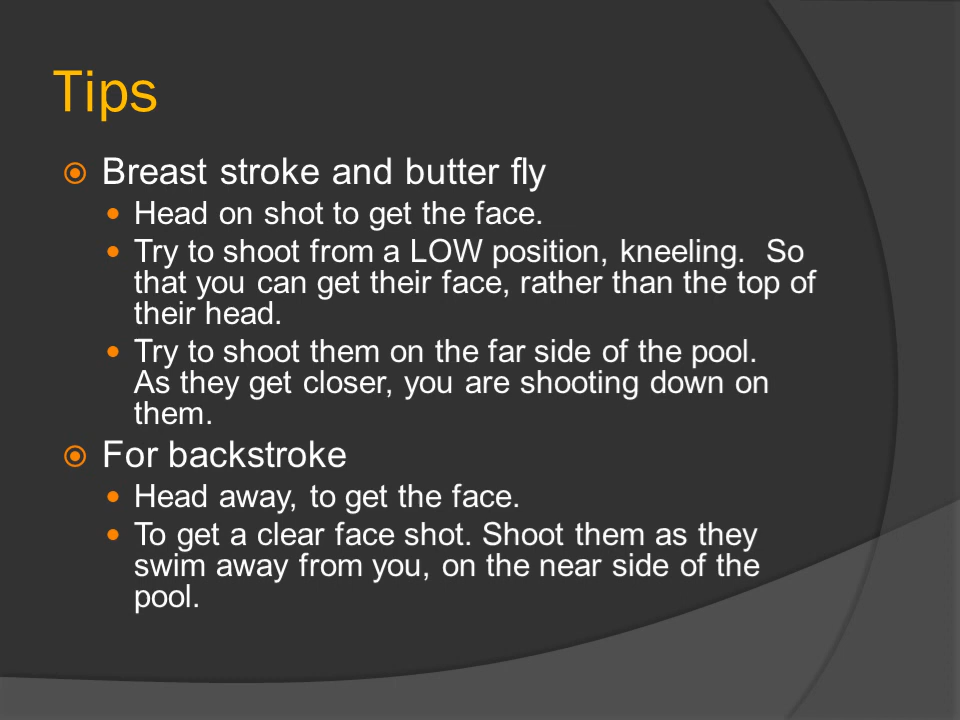 Tips
Breast stroke and butter fly
Head on shot to get the face.
Try to shoot from a LOW position, kneeling.  So
that you can get their face, rather than the top of
their head.
Try to shoot them on the far side of the pool.
As they get closer, you are shooting down on
them.
For backstroke
Head away, to get the face.
To get a clear face shot. Shoot them as they
swim away from you, on the near side of the
pool.